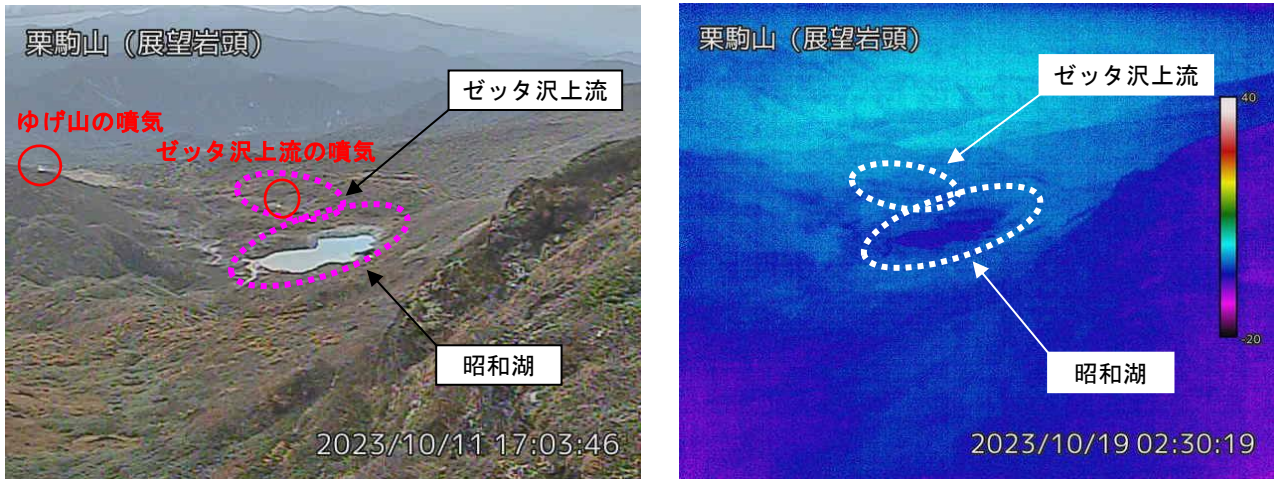 栗駒山（展望岩頭）
ゼッタ沢上流
ゆげ山の噴気
ゼッタ沢上流の噴気
昭和湖
2023/10/11 17:03:46
栗駒山（展望岩頭）
ゼッタ沢上流
40
-20
昭和湖
2023/10/19 02:30:19